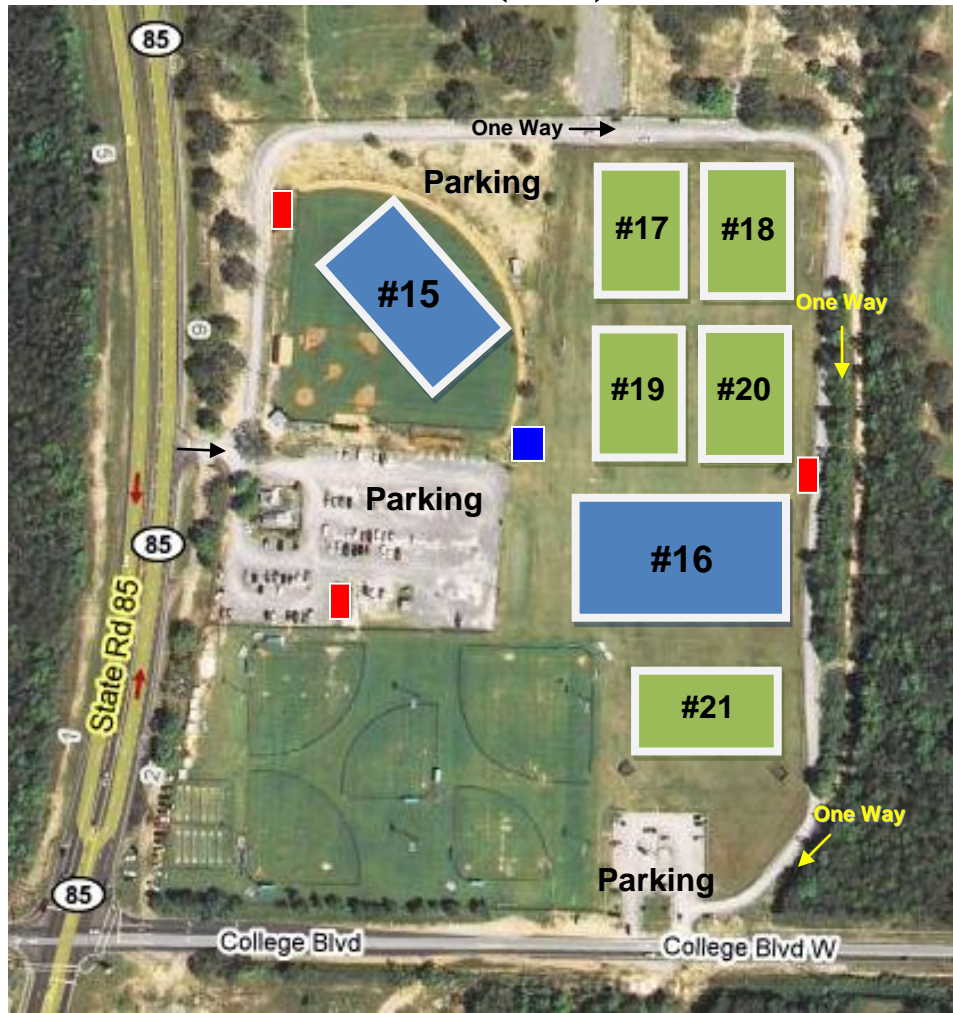 85
One Way
Parking
#17
#18
#15
One Way
#19
#20
Parking
85
#16
State Rd 85
#21
One Way
Parking
85
College Blvd
College Blvd W